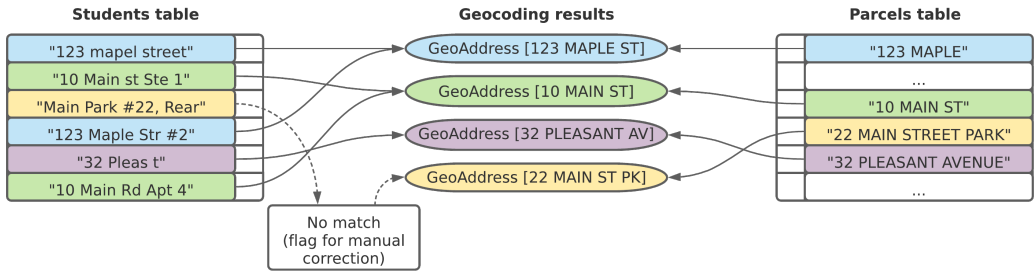 Students table
Geocoding results
Parcels table
"123 mapel street"
"10 Main st Ste 1"
"Main Park #22, Rear"
"123 Maple Str #2"
"32 Pleas t"
"10 Main Rd Apt 4"
GeoAddress [123 MAPLE ST]
GeoAddress [10 MAIN ST]
GeoAddress [32 PLEASANT AV]
GeoAddress [22 MAIN ST PK]
No match
(flag for manual
correction)
"123 MAPLE"
...
"10 MAIN ST"
"22 MAIN STREET PARK"
"32 PLEASANT AVENUE"
...